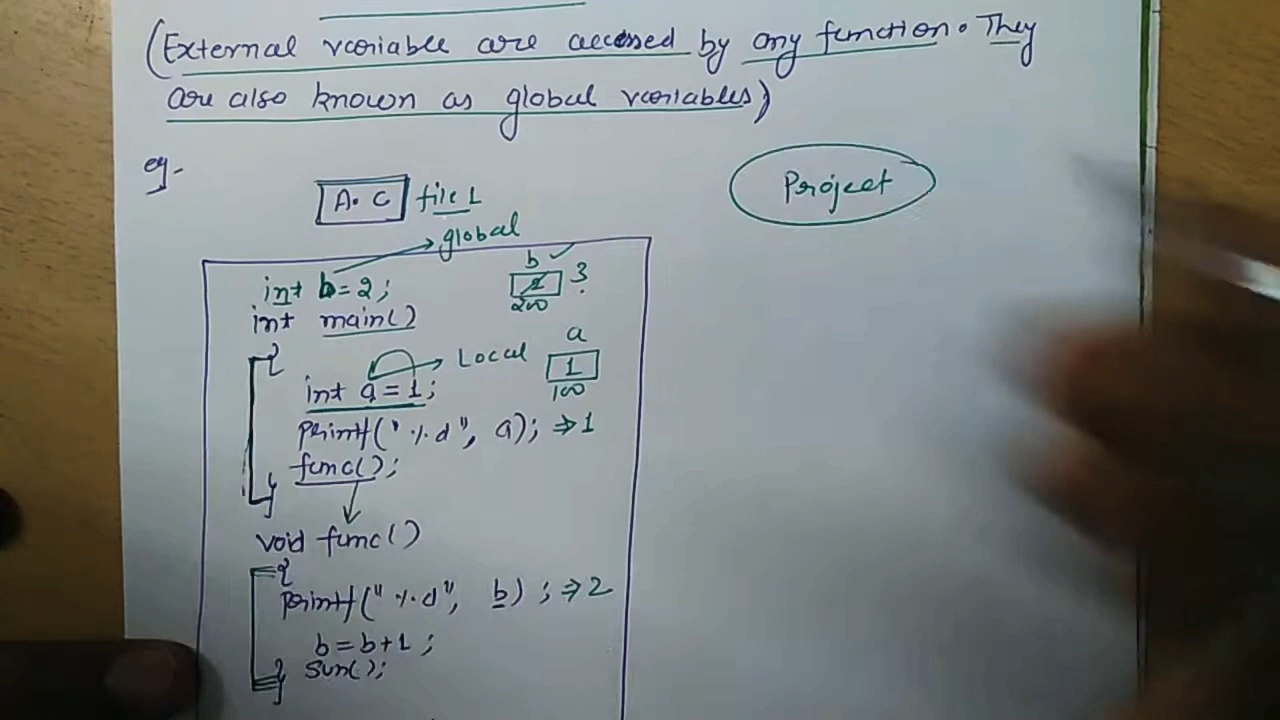 (External variable are accessed by any function. They
are also known as global variables)
eg-
A.C file 1
Project
global
int b=2;
b
2 3
200
int main()
{
Local
a
1
100
int a=1;
printf("%d", a); ⇒1
func();
}
void func()
{
printf("%d", b) ; ⇒2
b=b+1;
sun();
}